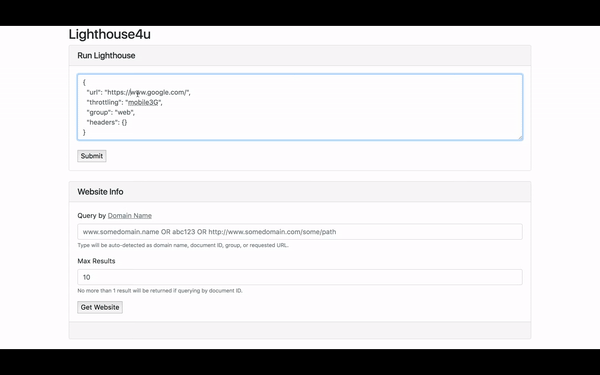 Lighthouse4u
Run Lighthouse
{
"url": "https://www.google.com/",
"throttling": "mobile3G",
"group": "web",
"headers": {}
}
Submit
Website Info
Query by Domain Name
www.somedomain.name OR abc123 OR http://www.somedomain.com/some/path
Type will be auto-detected as domain name, document ID, group, or requested URL.
Max Results
10
No more than 1 result will be returned if querying by document ID.
Get Website